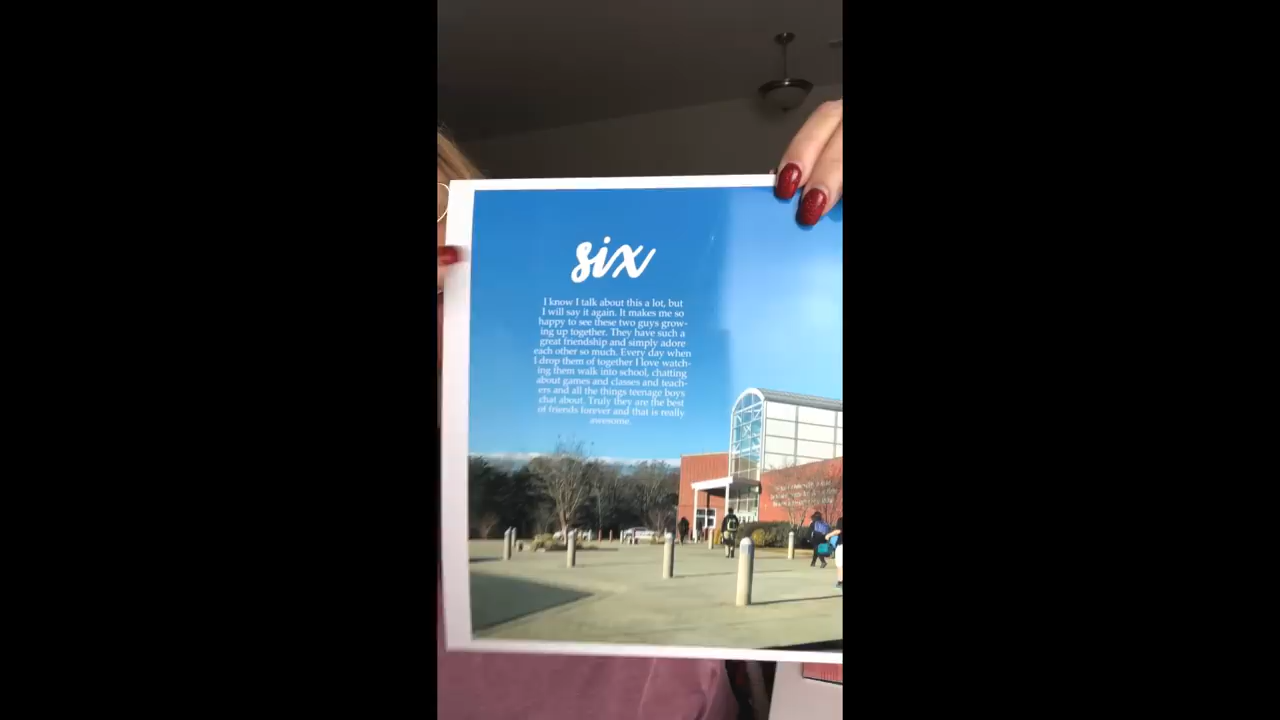 six
I know I talk about this a lot, but
I will say it again. It makes me so
happy to see these two guys grow-
ing up together. They have such a
great friendship and simply adore
each other so much. Every day when
I drop them of together I love watch-
ing them walk into school, chatting
about games and classes and teach-
ers and all the things teenage boys
chat about. Truly they are the best
of friends forever and that is really
awesome.